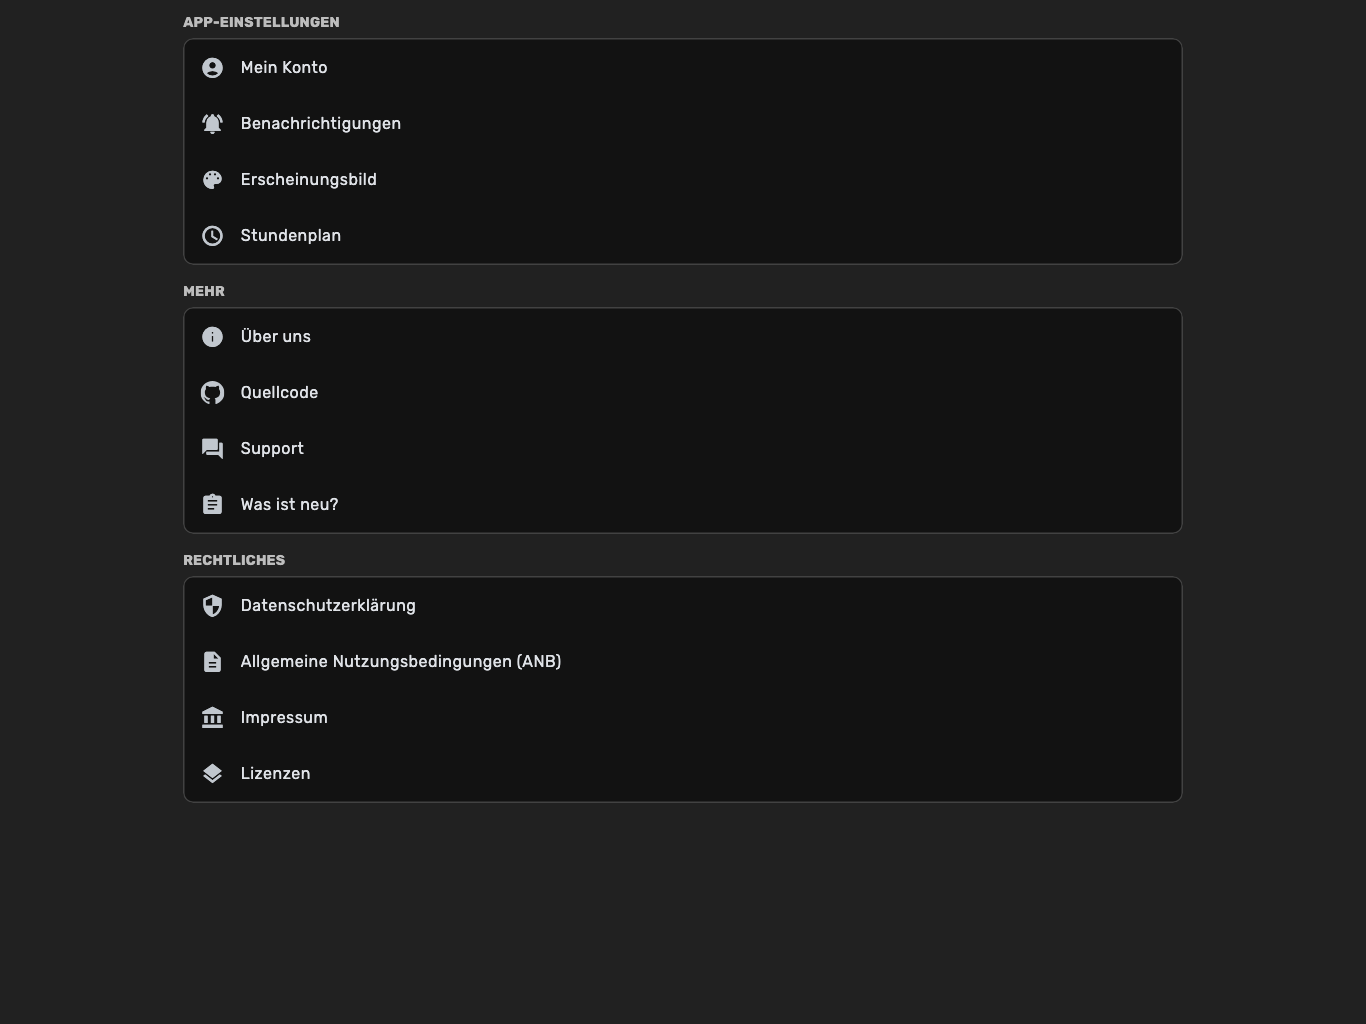 APP-EINSTELLUNGEN
Mein Konto
Benachrichtigungen
Erscheinungsbild
Stundenplan
MEHR
Über uns
Quellcode
Support
Was ist neu?
RECHTLICHES
Datenschutzerklärung
Allgemeine Nutzungsbedingungen (ANB)
Impressum
Lizenzen